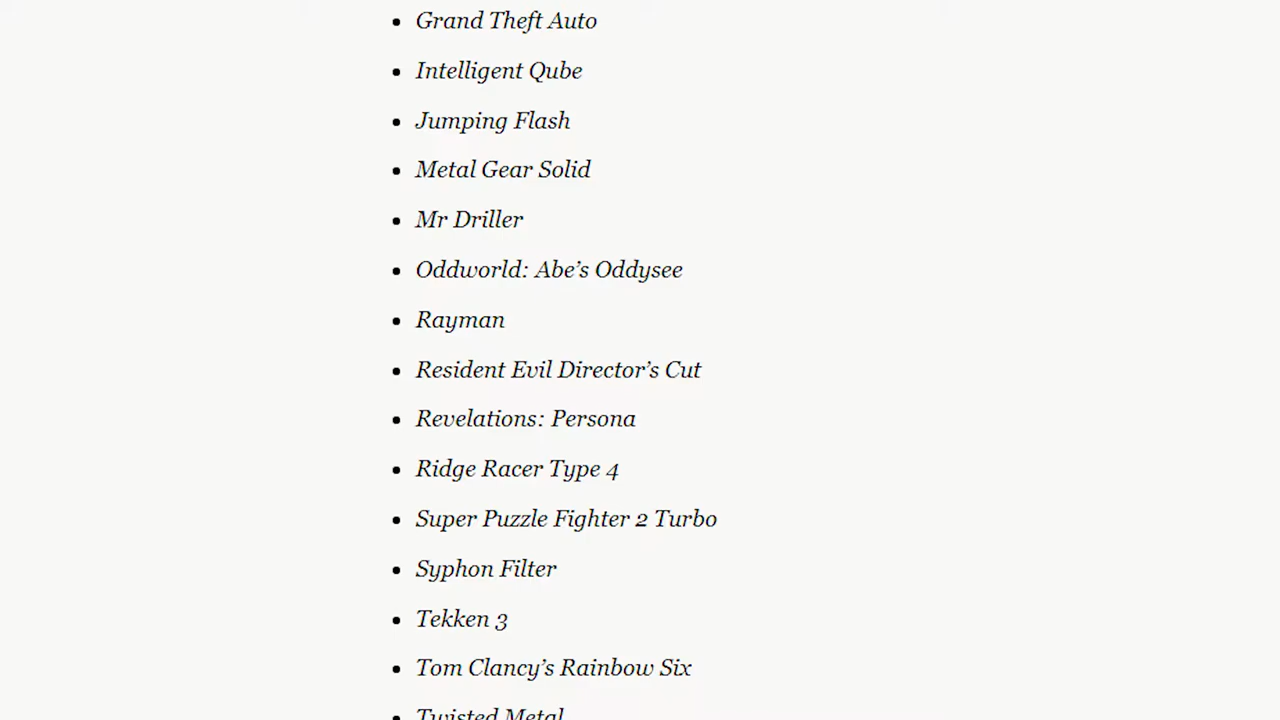 Grand Theft Auto
Intelligent Qube
Jumping Flash
Metal Gear Solid
Mr Driller
Oddworld: Abe’s Oddysee
Rayman
Resident Evil Director’s Cut
Revelations: Persona
Ridge Racer Type 4
Super Puzzle Fighter 2 Turbo
Syphon Filter
Tekken 3
Tom Clancy’s Rainbow Six
Twisted Metal